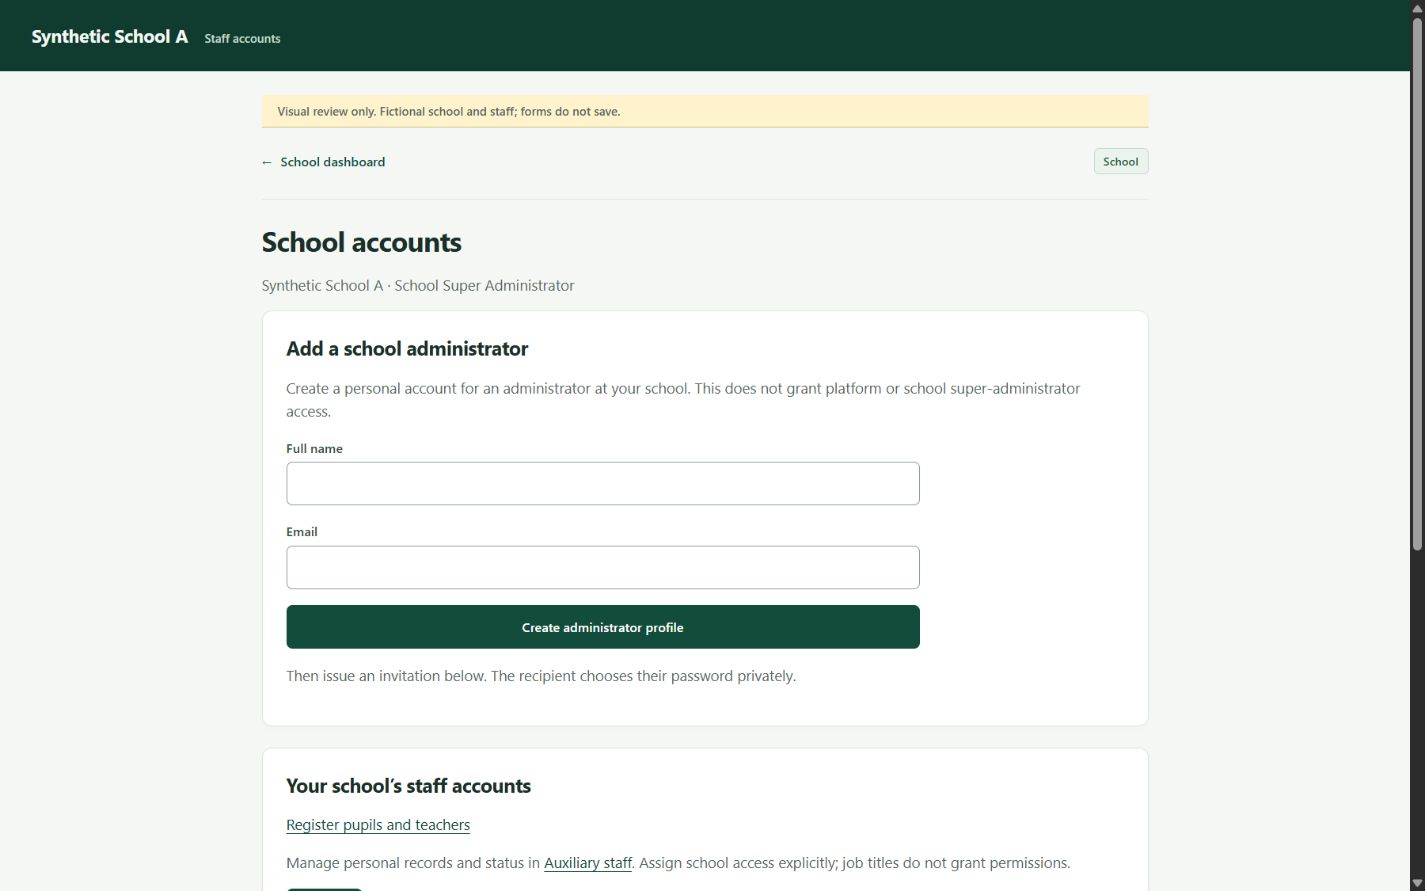 Synthetic School A Staff accounts
Visual review only. Fictional school and staff; forms do not save.
← School dashboard School
School accounts
Synthetic School A · School Super Administrator
Add a school administrator
Create a personal account for an administrator at your school. This does not grant platform or school super-administrator
access.
Full name
Email
Create administrator profile
Then issue an invitation below. The recipient chooses their password privately.
Your school’s staff accounts
Register pupils and teachers
Manage personal records and status in Auxiliary staff. Assign school access explicitly; job titles do not grant permissions.